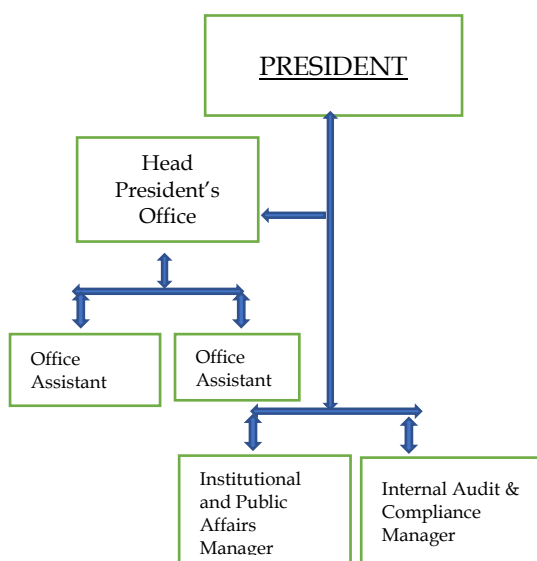 PRESIDENT
Head
President's
Office
Office
Assistant
Office
Assistant
Institutional
and Public
Affairs
Manager
Internal Audit &
Compliance
Manager